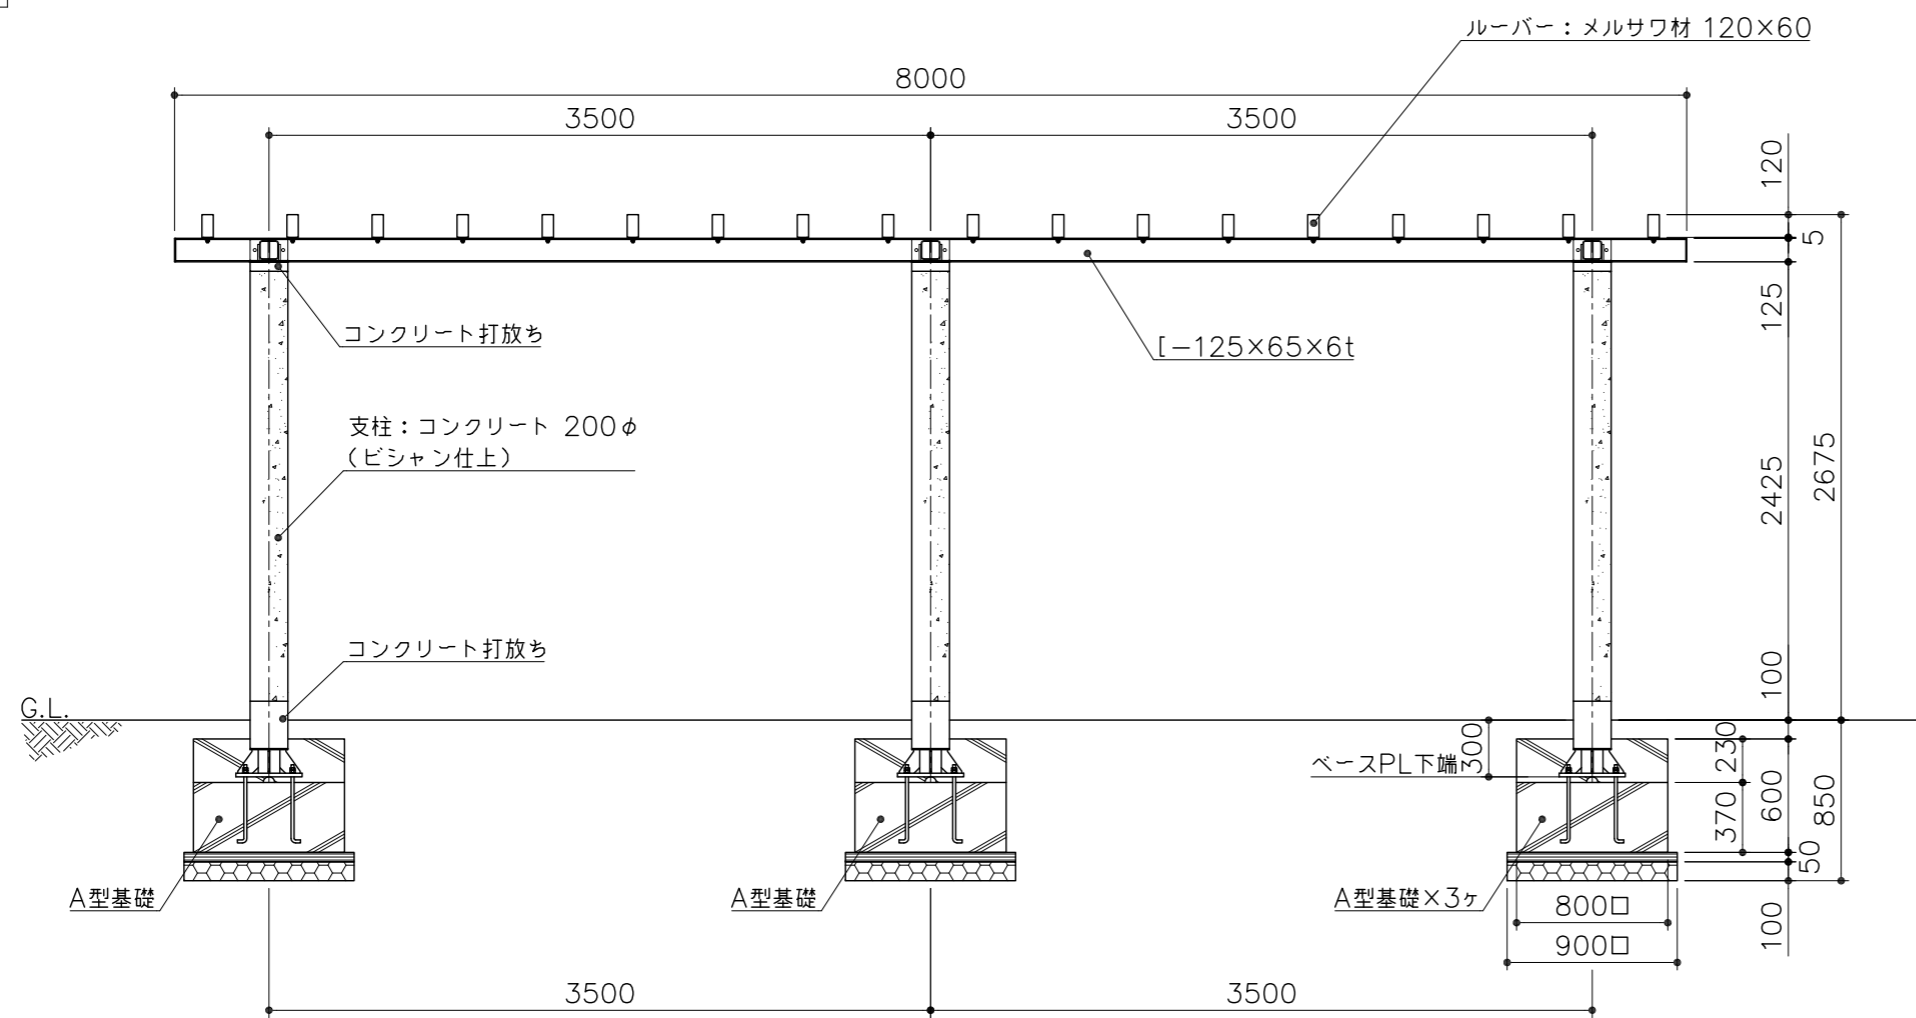 ルーバー：メルサワ材 120×60
8000
3500
3500
120
5
125
コンクリート打放ち
[－125×65×6t
支柱：コンクリート 200φ
（ビシャン仕上）
2425
2675
コンクリート打放ち
100
G.L.
300
230
ベースPL下端
600
370
850
50
A型基礎
A型基礎
A型基礎×3ヶ
800□
100
900□
3500
3500